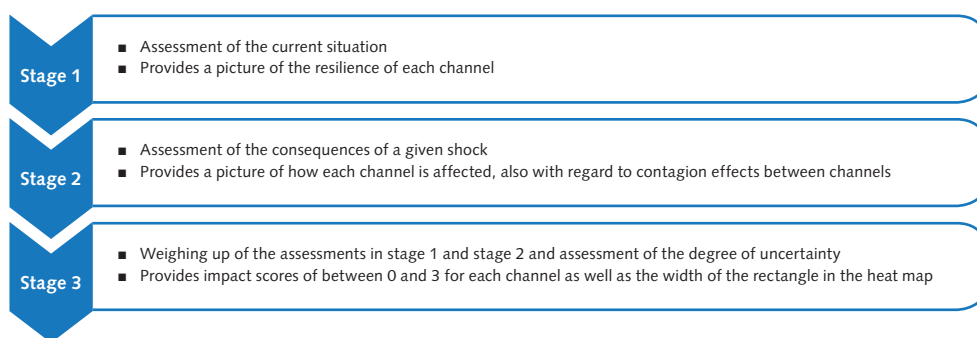 Stage 1
▪ Assessment of the current situation
▪ Provides a picture of the resilience of each channel
Stage 2
▪ Assessment of the consequences of a given shock
▪ Provides a picture of how each channel is affected, also with regard to contagion effects between channels
Stage 3
▪ Weighing up of the assessments in stage 1 and stage 2 and assessment of the degree of uncertainty
▪ Provides impact scores of between 0 and 3 for each channel as well as the width of the rectangle in the heat map